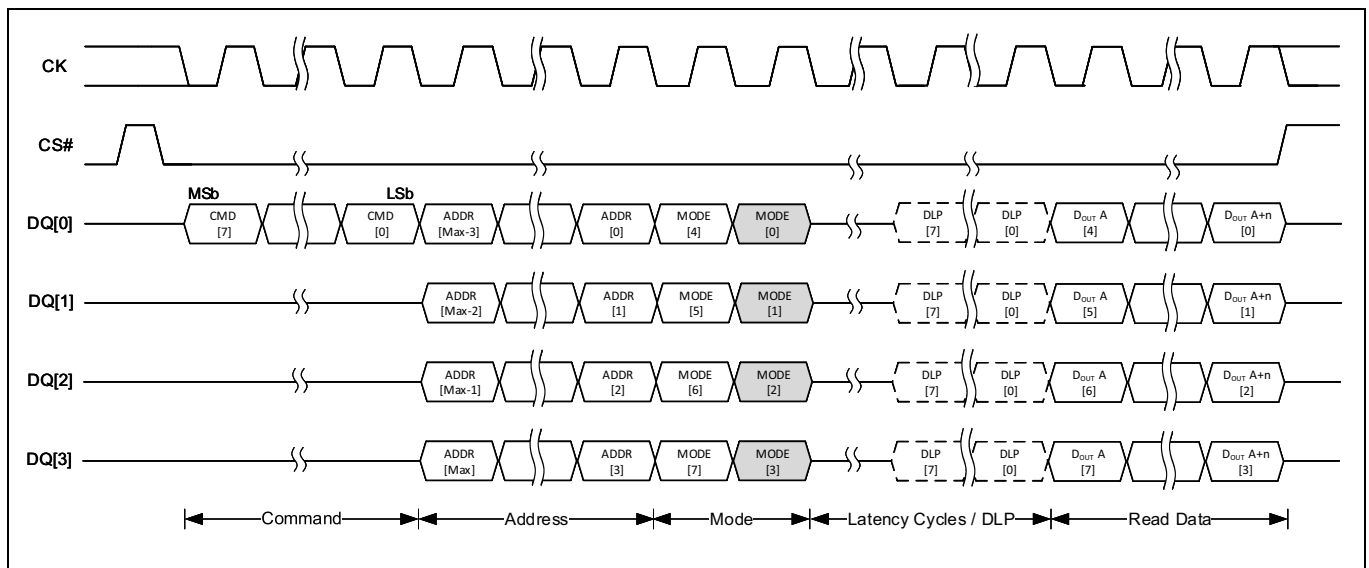 CK
CS#
MSb LSb
DQ[0] CMD [7] CMD [0] ADDR [Max-3] ADDR [0] MODE [4] MODE [0] DLP [7] DLP [0] DOUT A [4] DOUT A+n [0]
DQ[1] ADDR [Max-2] ADDR [1] MODE [5] MODE [1] DLP [7] DLP [0] DOUT A [5] DOUT A+n [1]
DQ[2] ADDR [Max-1] ADDR [2] MODE [6] MODE [2] DLP [7] DLP [0] DOUT A [6] DOUT A+n [2]
DQ[3] ADDR [Max] ADDR [3] MODE [7] MODE [3] DLP [7] DLP [0] DOUT A [7] DOUT A+n [3]
Command Address Mode Latency Cycles / DLP Read Data